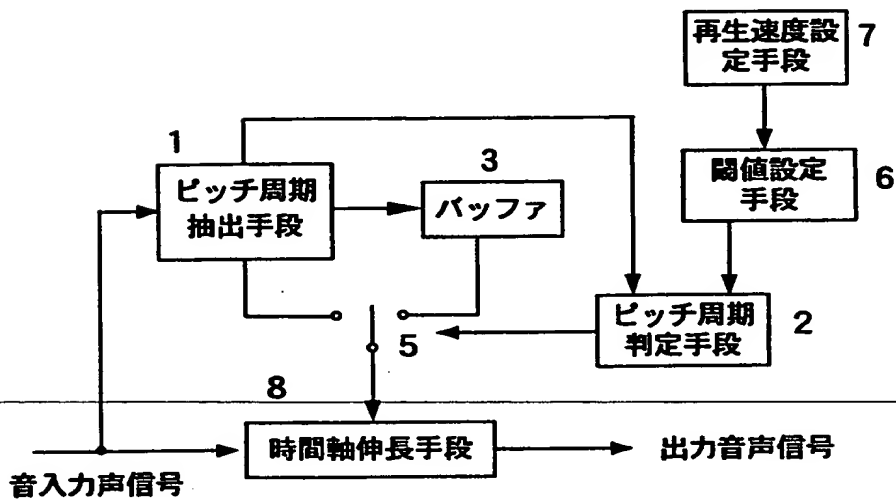 再生速度設
定手段
7
1
ピッチ周期
抽出手段
3
バッファ
閾値設定
手段
6
ピッチ周期
判定手段
2
5
8
時間軸伸長手段
出力音声信号
音入力声信号